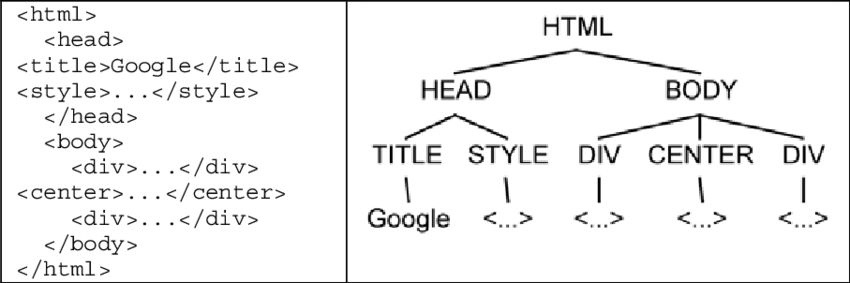 <html>
  <head>
<title>Google</title>
<style>...</style>
  </head>
  <body>
    <div>...</div>
<center>...</center>
    <div>...</div>
  </body>
</html>
HTML
HEAD BODY
TITLE STYLE DIV CENTER DIV
Google <...> <...> <...> <...>